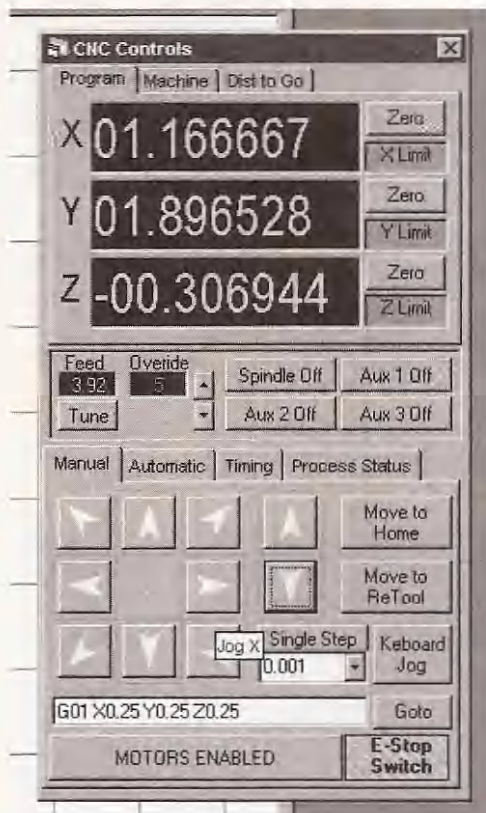 CNC Controls
Program Machine Dist to Go
X 01.166667 Zero
X Limit
Y 01.896528 Zero
Y Limit
Z -00.306944 Zero
Z Limit
Feed Overide
3.92 5
Spindle Off Aux 1 Off
Tune Aux 2 Off Aux 3 Off
Manual Automatic Timing Process Status
Move to
Home
Move to
ReTool
Jog X Single Step
0.001
Keboard
Jog
G01 X0.25 Y0.25 Z0.25 Goto
MOTORS ENABLED E-Stop
Switch